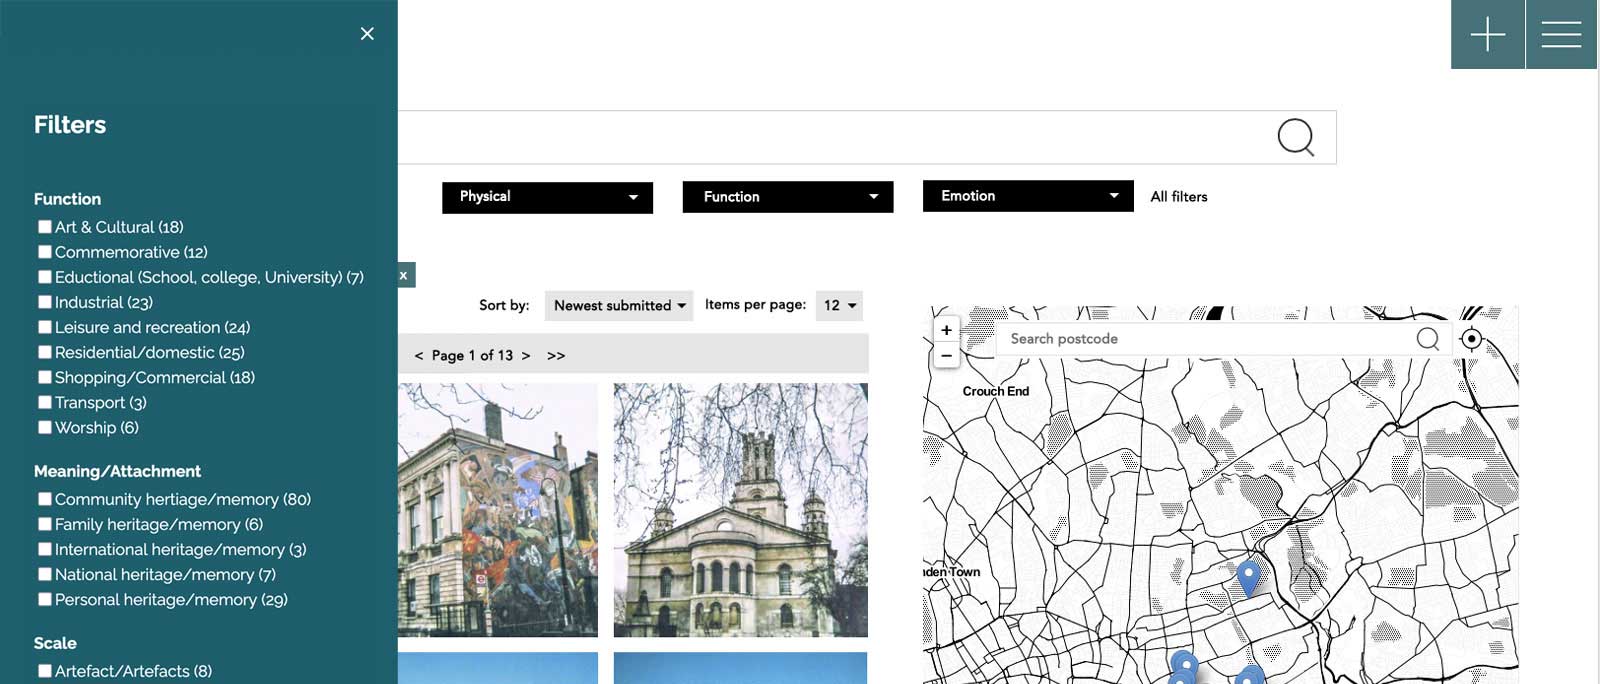 Filters
Function
Art & Cultural (18)
Commemorative (12)
Eductional (School, college, University) (7)
Industrial (23)
Leisure and recreation (24)
Residential/domestic (25)
Shopping/Commercial (18)
Transport (3)
Worship (6)
Meaning/Attachment
Community hertiage/memory (80)
Family heritage/memory (6)
International heritage/memory (3)
National heritage/memory (7)
Personal heritage/memory (29)
Scale
Artefact/Artefacts (8)
Physical
Function
Emotion
All filters
x
Sort by: Newest submitted Items per page: 12
< Page 1 of 13 > >>
+
−
Search postcode
Crouch End
nden Town